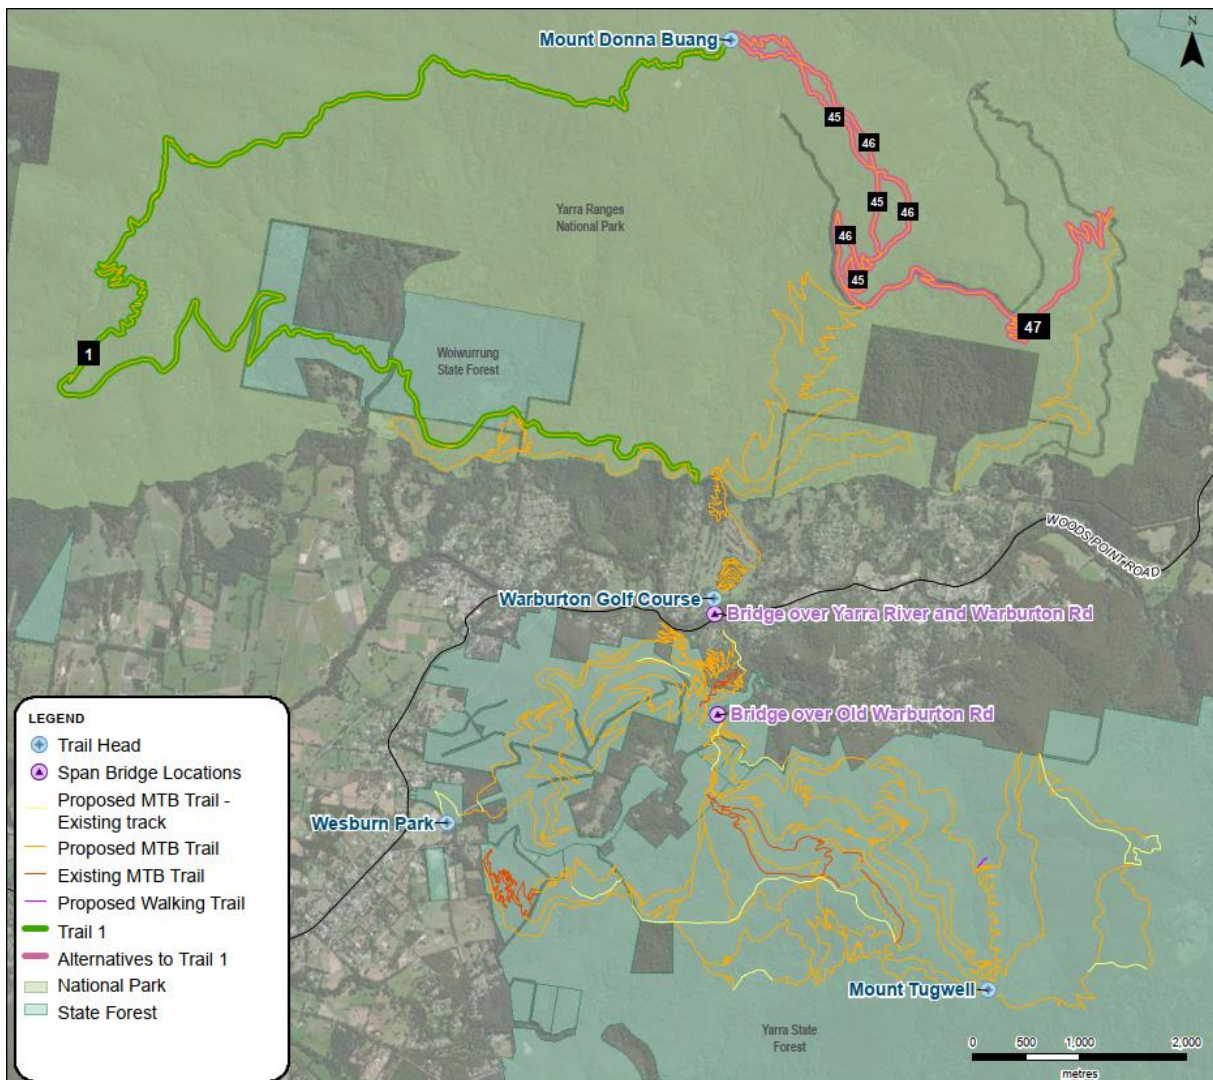 N
Mount Donna Buang
45
46
45
46
46
45
47
1
Yarra Ranges
National Park
Woiwurrung
State Forest
WOODS POINT ROAD
Warburton Golf Course
Bridge over Yarra River and Warburton Rd
Bridge over Old Warburton Rd
Wesburn Park
Mount Tugwell
Yarra State
Forest
LEGEND
Trail Head
Span Bridge Locations
Proposed MTB Trail -
Existing track
Proposed MTB Trail
Existing MTB Trail
Proposed Walking Trail
Trail 1
Alternatives to Trail 1
National Park
State Forest
0 500 1,000 2,000
metres